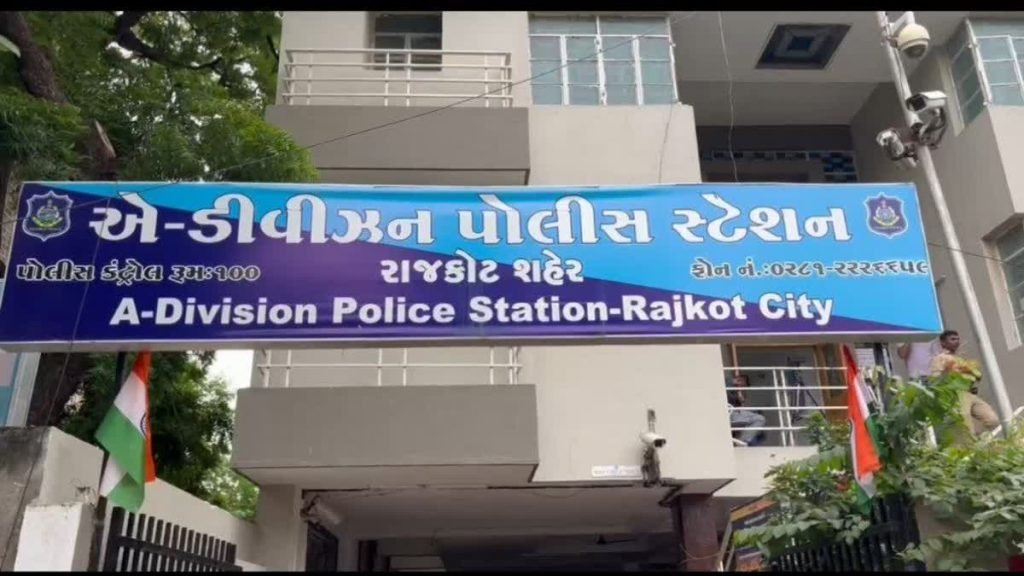 એ-ડીવીઝન પોલીસ સ્ટેશન
પોલીસ કંટ્રોલ રૂમ:૧૦૦
રાજકોટ શહેર
ફોન નં.:૦૨૮૧-૨૨૨૬૬૫૯
A-Division Police Station-Rajkot City